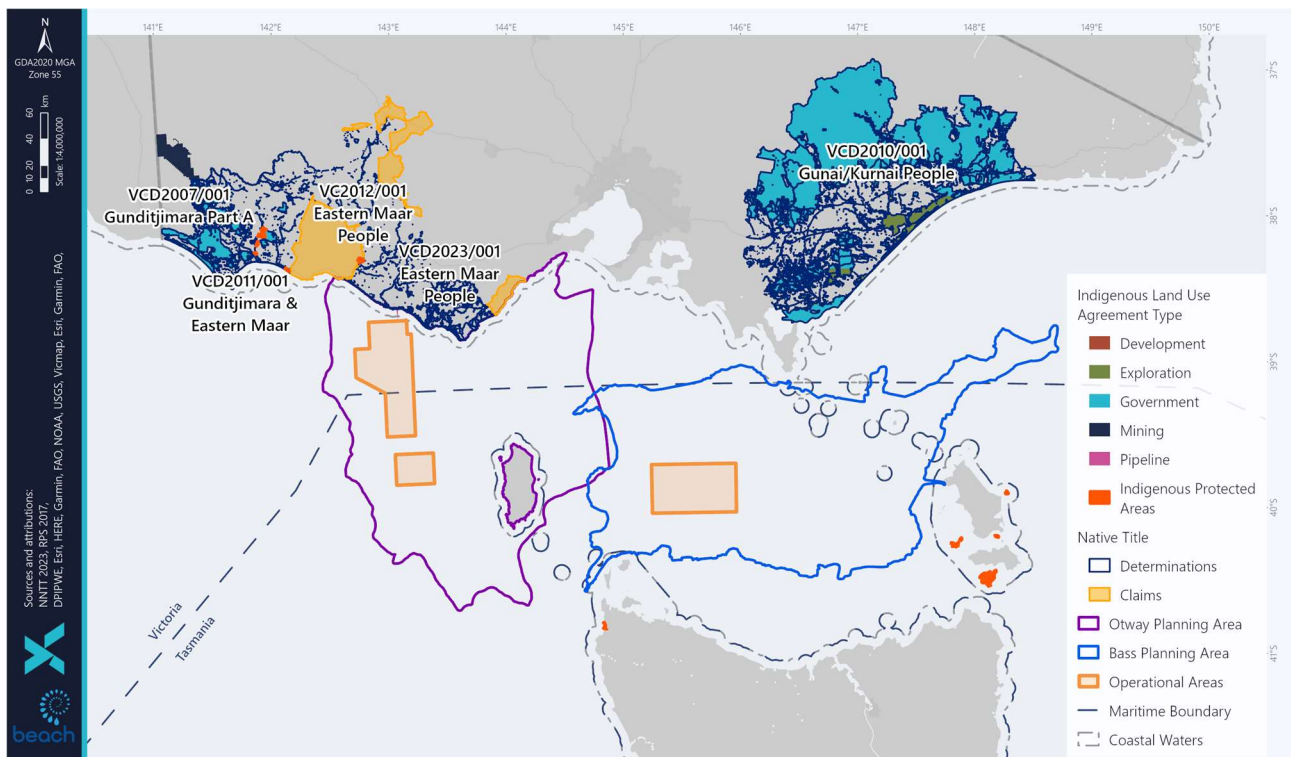 141°E
142°E
143°E
144°E
145°E
146°E
147°E
148°E
149°E
150°E
37°S
38°S
39°S
40°S
41°S
N
GDA2020 MGA
Zone 55
0 10 20 40 60
km
Scale: 1:4,000,000
Sources and attributions:
NNTT 2023, RPS 2017,
DPIPWE, Esri, HERE, Garmin, FAO, NOAA, USGS, Vicmap, Esri, Garmin, FAO,
beach
VCD2007/001
Gunditjimara Part A
VC2012/001
Eastern Maar
People
VCD2023/001
Eastern Maar
People
VCD2011/001
Gunditjimara &
Eastern Maar
VCD2010/001
Gunai/Kurnai People
Victoria
Tasmania
Indigenous Land Use
Agreement Type
Development
Exploration
Government
Mining
Pipeline
Indigenous Protected
Areas
Native Title
Determinations
Claims
Otway Planning Area
Bass Planning Area
Operational Areas
Maritime Boundary
Coastal Waters